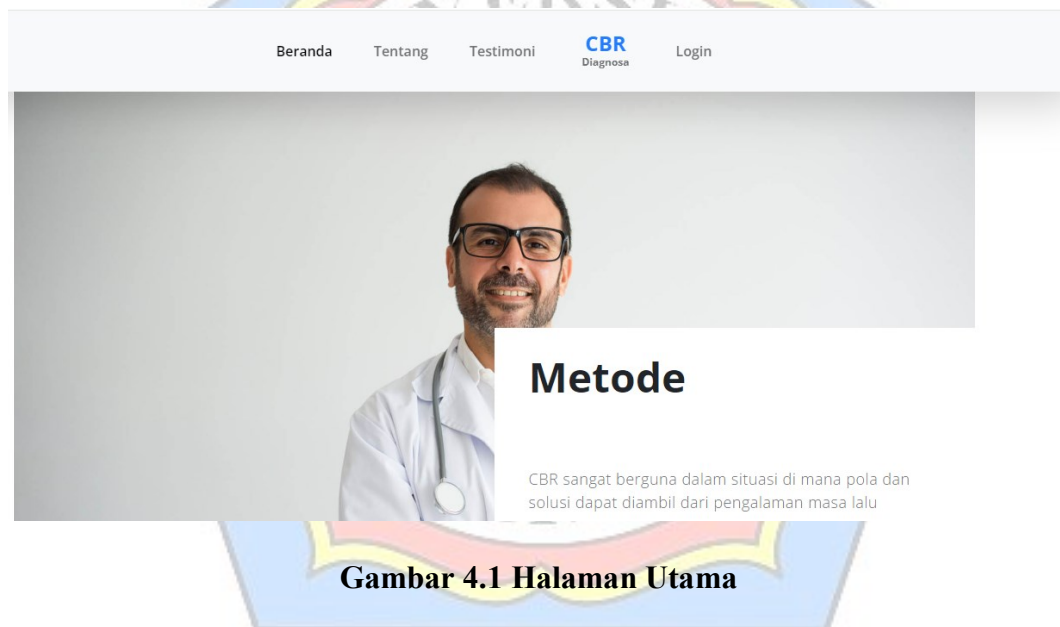 Beranda Tentang Testimoni CBR Login
Diagnosa
Metode
CBR sangat berguna dalam situasi di mana pola dan
solusi dapat diambil dari pengalaman masa lalu
Gambar 4.1 Halaman Utama